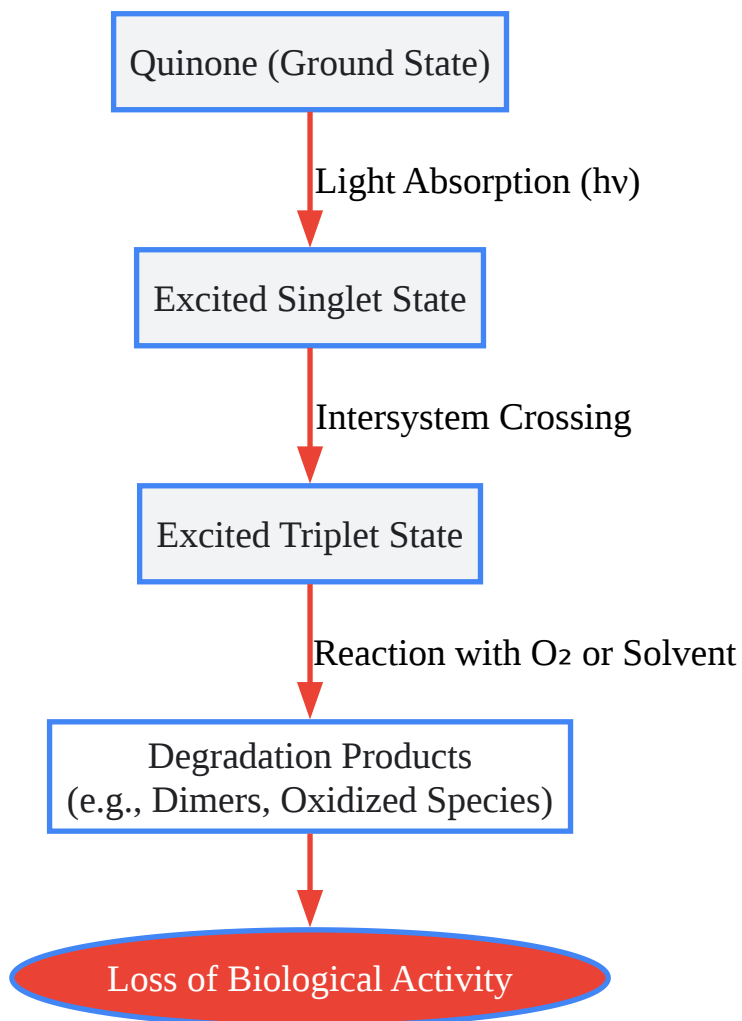 Quinone (Ground State)
Light Absorption (hν)
Excited Singlet State
Intersystem Crossing
Excited Triplet State
Reaction with O₂ or Solvent
Degradation Products
(e.g., Dimers, Oxidized Species)
Loss of Biological Activity